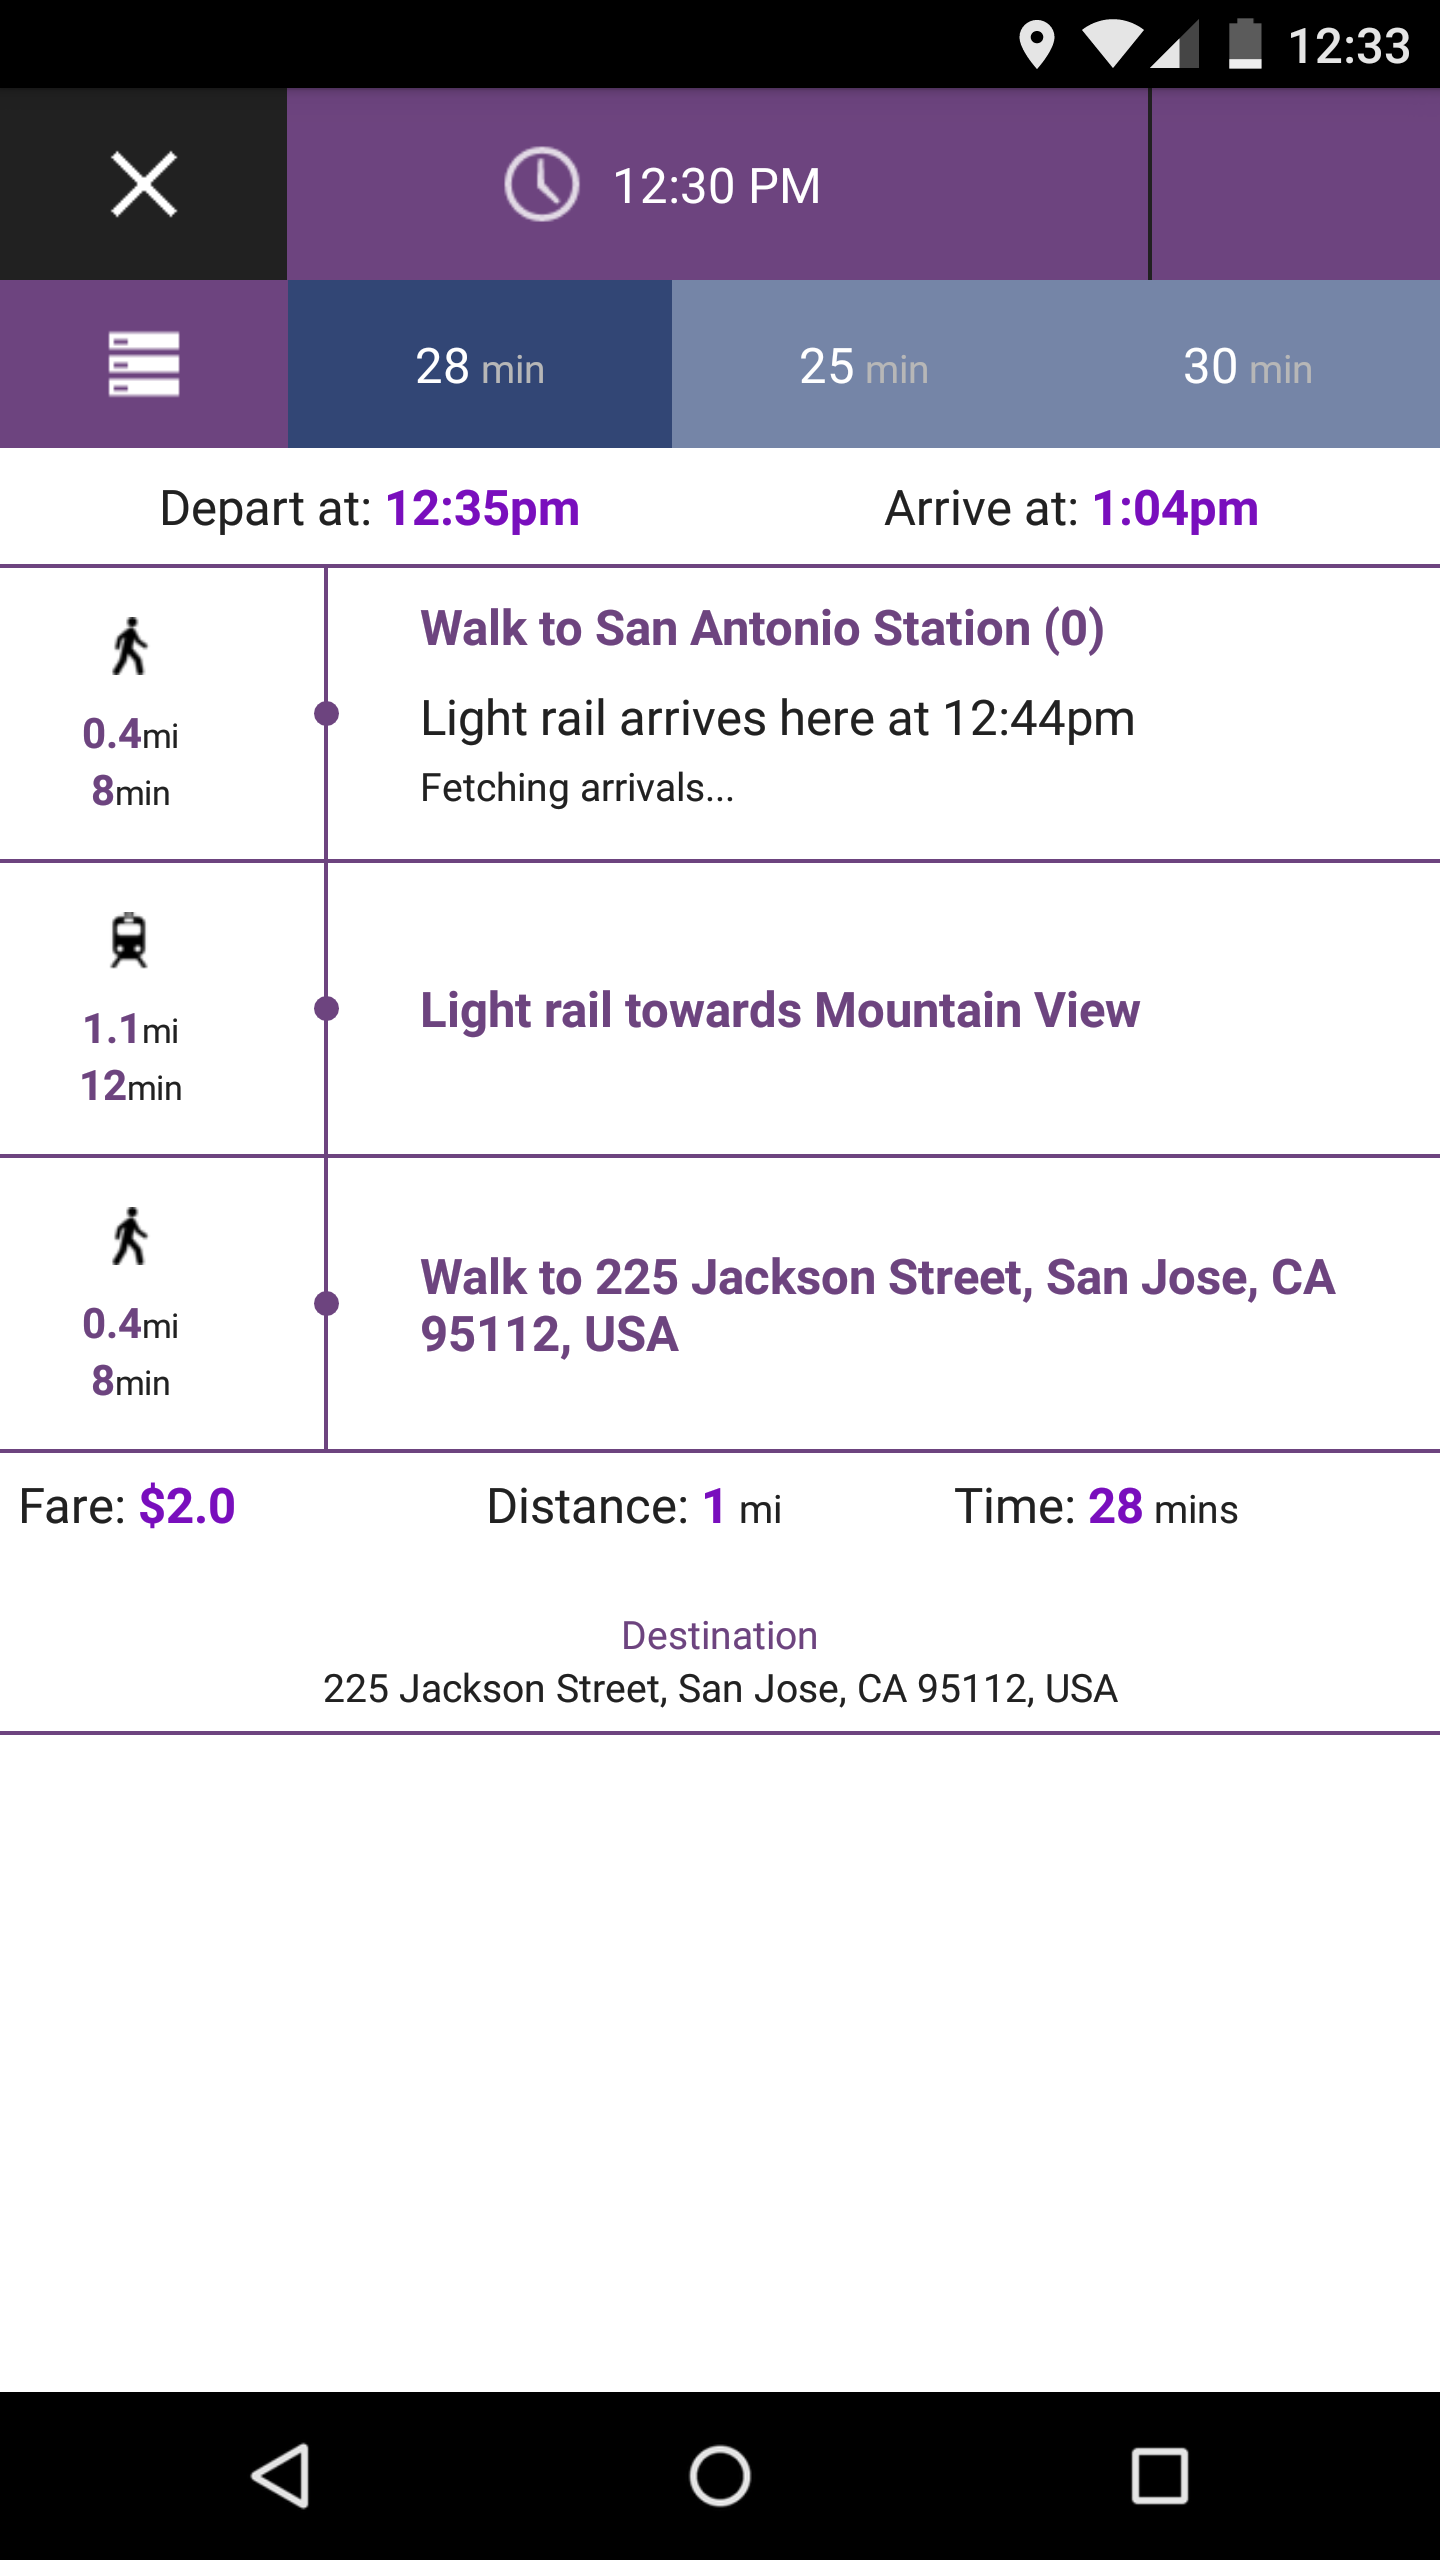 12:33
12:30 PM
28 min
25 min
30 min
Depart at: 12:35pm
Arrive at: 1:04pm
Walk to San Antonio Station (0)
0.4mi
8min
Light rail arrives here at 12:44pm
Fetching arrivals...
1.1mi
12min
Light rail towards Mountain View
0.4mi
8min
Walk to 225 Jackson Street, San Jose, CA
95112, USA
Fare: $2.0
Distance: 1 mi
Time: 28 mins
Destination
225 Jackson Street, San Jose, CA 95112, USA